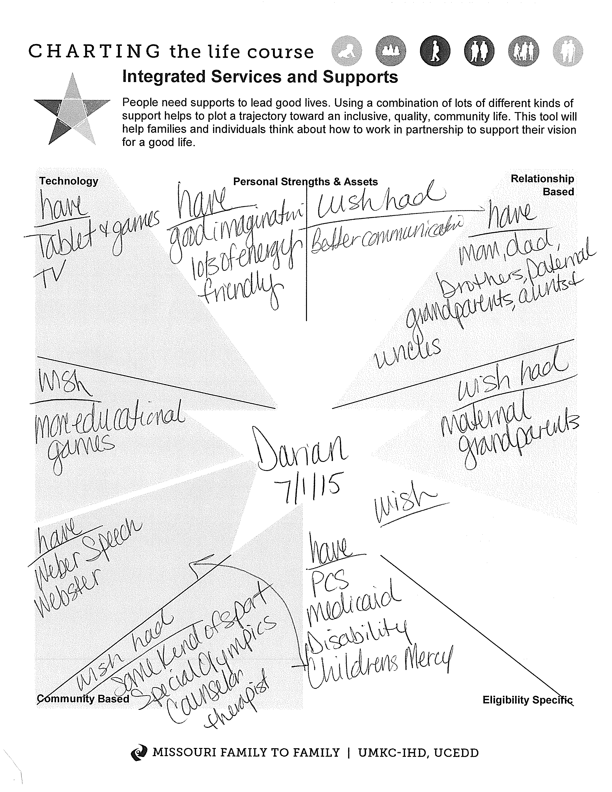 CHARTING the life course
Integrated Services and Supports
People need supports to lead good lives. Using a combination of lots of different kinds of
support helps to plot a trajectory toward an inclusive, quality, community life. This tool will
help families and individuals think about how to work in partnership to support their vision
for a good life.
Technology
have
Tablet & games
TV
wish
more educational
games
Personal Strengths & Assets
have
good imagination
lots of energy
friendly
wish had
Better communication
Relationship
Based
have
mom, dad,
brothers, paternal
grandparents, aunts &
uncles
wish had
maternal
grandparents
Darian
7/1/15
have
Weber Speech
Webster
wish had
Some kind of sport
Special Olympics
Counselor
therapist
Community Based
wish
have
PCS
Medicaid
Disability
Childrens Mercy
Eligibility Specific
MISSOURI FAMILY TO FAMILY | UMKC-IHD, UCEDD